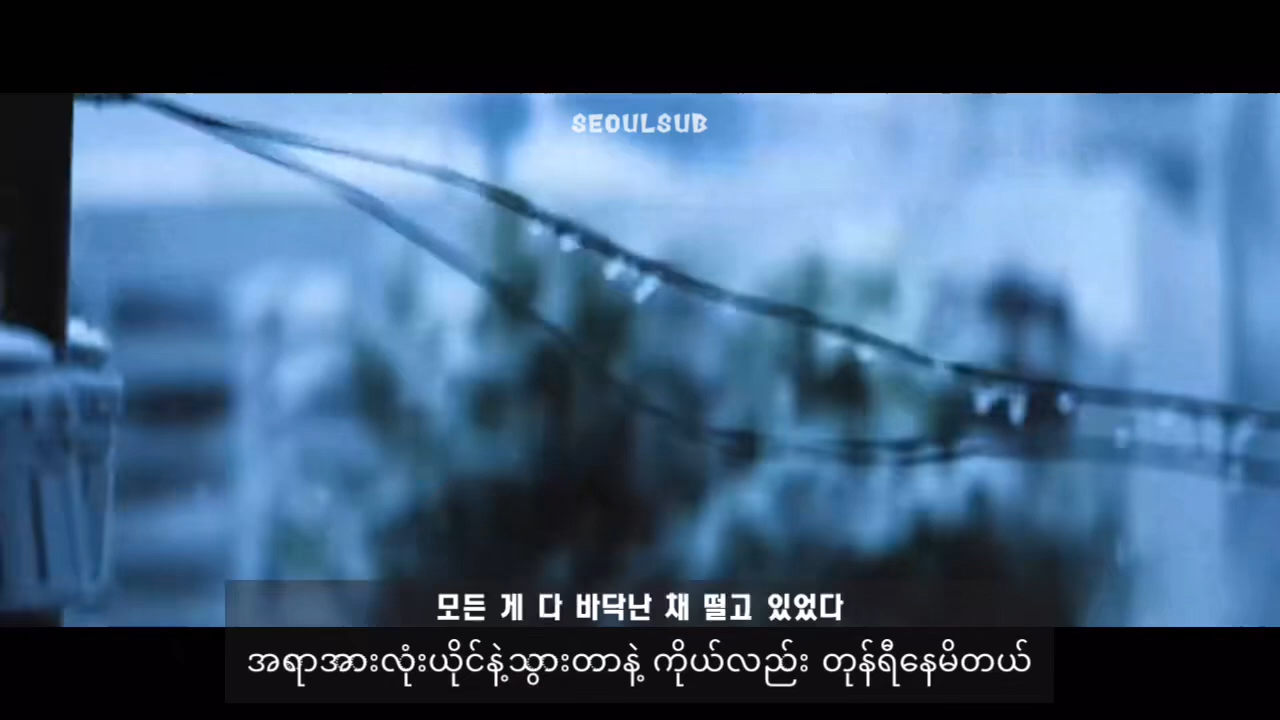 SEOULSUB
모든 게 다 바닥난 채 떨고 있었다
အရာအားလုံးယိုင်နဲ့သွားတာနဲ့ ကိုယ်လည်း တုန်ရီနေမိတယ်